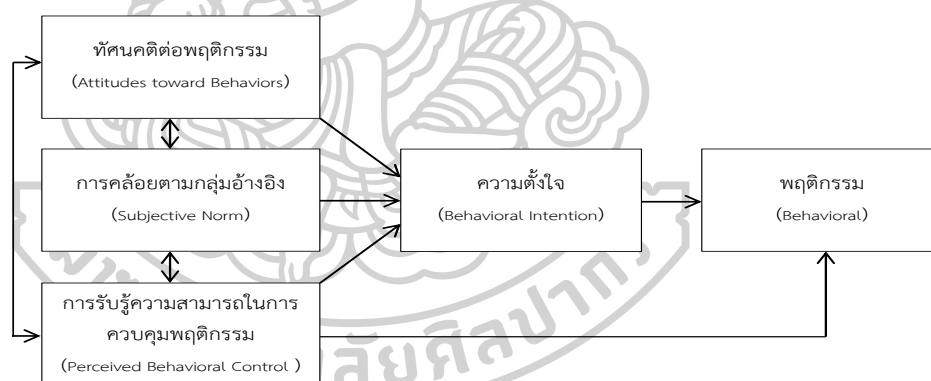 ทัศนคติต่อพฤติกรรม
(Attitudes toward Behaviors)
การคล้อยตามกลุ่มอ้างอิง
(Subjective Norm)
การรับรู้ความสามารถในการ
ควบคุมพฤติกรรม
(Perceived Behavioral Control )
ความตั้งใจ
(Behavioral Intention)
พฤติกรรม
(Behavioral)